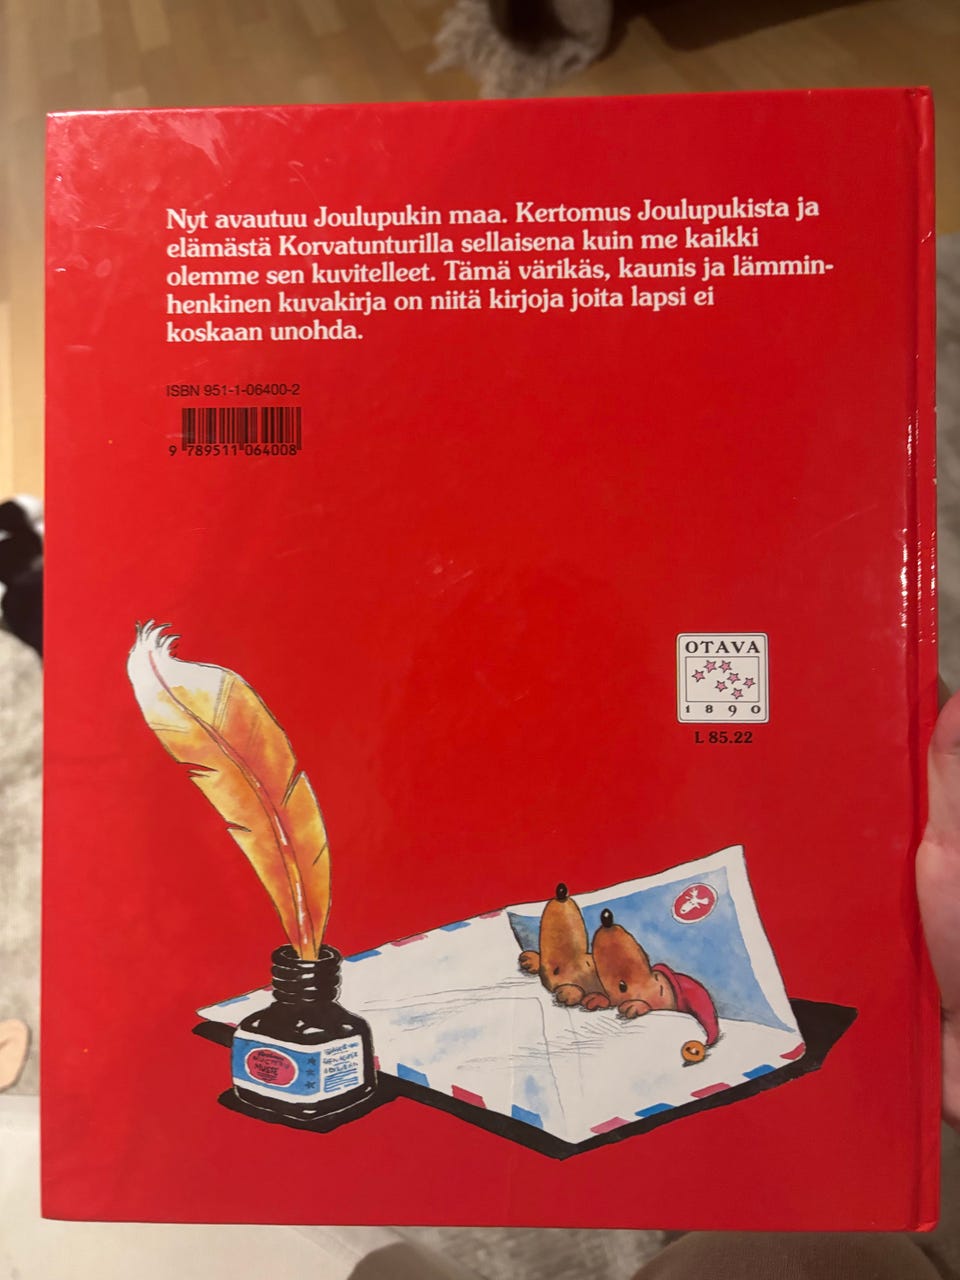 Nyt avautuu Joulupukin maa. Kertomus Joulupukista ja
elämästä Korvatunturilla sellaisena kuin me kaikki
olemme sen kuvitelleet. Tämä värikäs, kaunis ja lämmin-
henkinen kuvakirja on niitä kirjoja joita lapsi ei
koskaan unohda.
ISBN 951-1-06400-2
9 789511 064008
OTAVA
1890
L 85.22
MUSTE